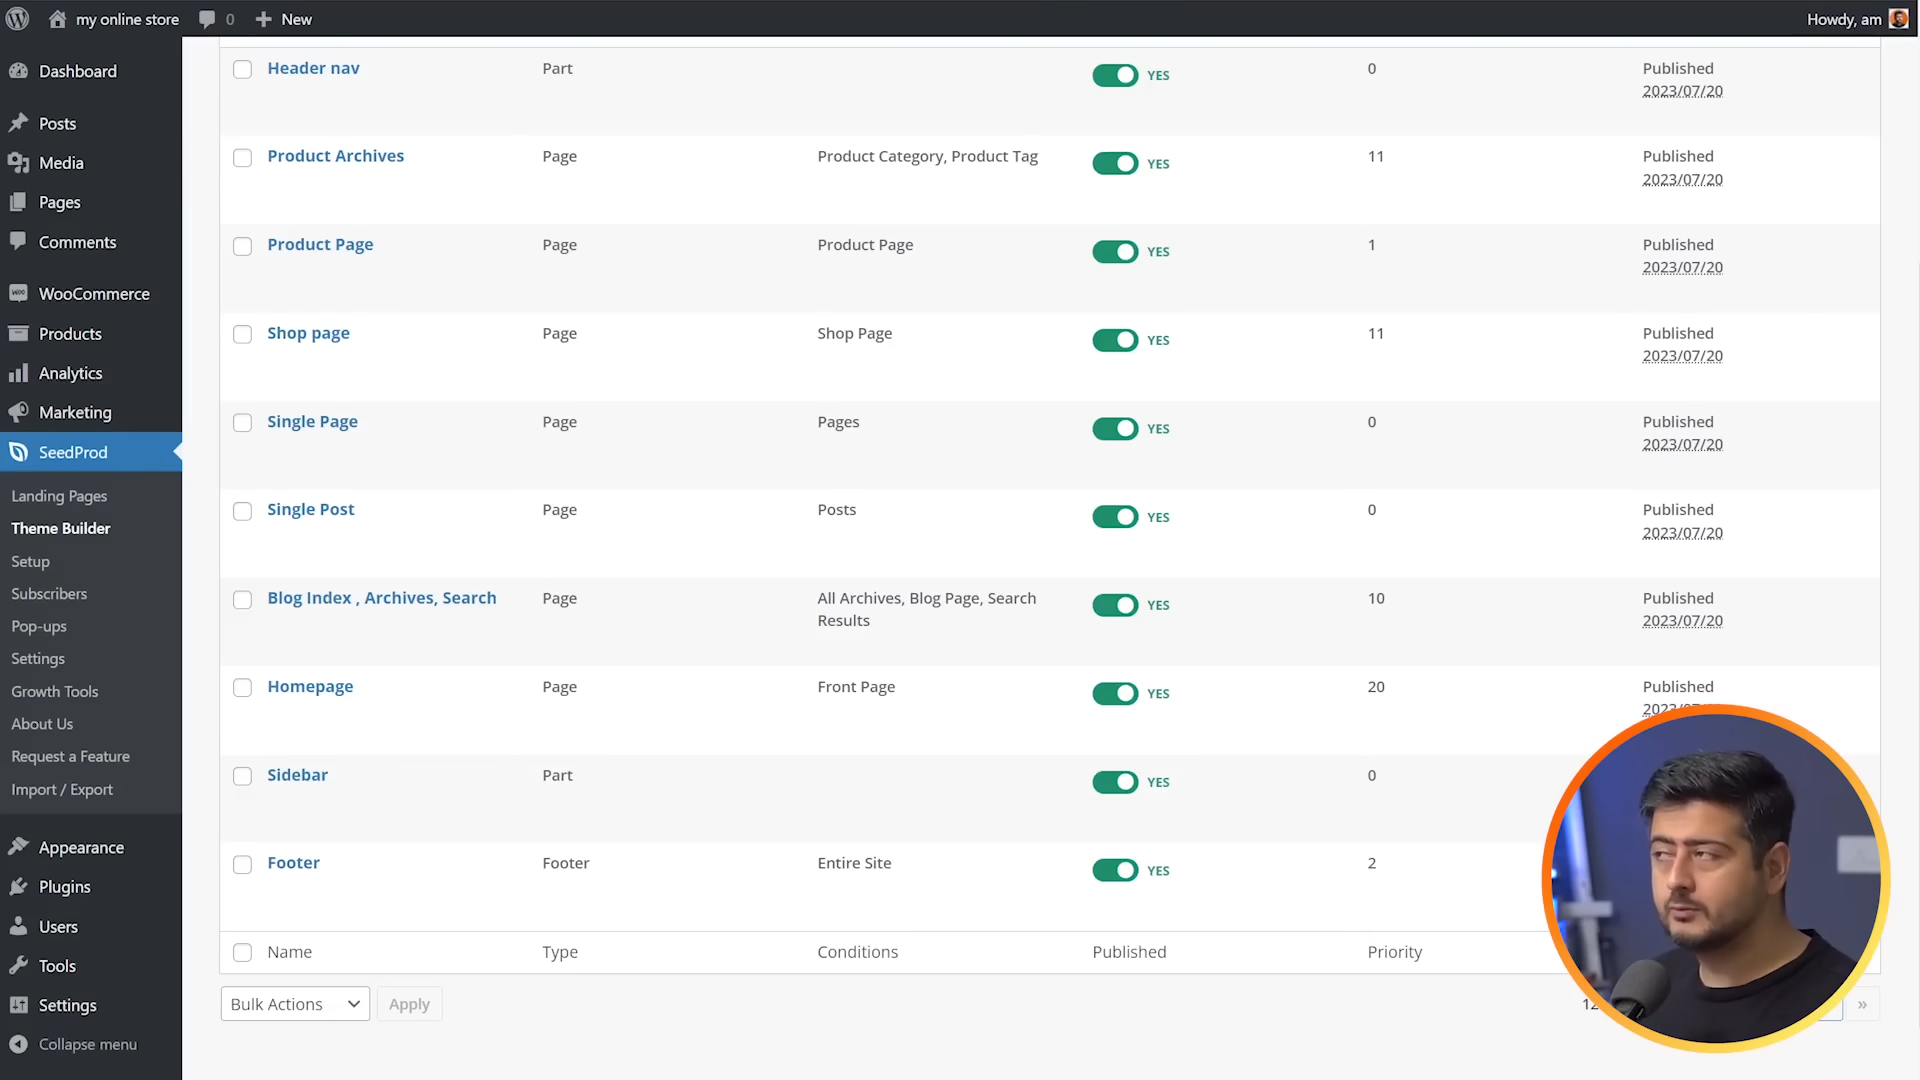 my online store 0 New Howdy, am
Dashboard
Posts
Media
Pages
Comments
WooCommerce
Products
Analytics
Marketing
SeedProd
Landing Pages
Theme Builder
Setup
Subscribers
Pop-ups
Settings
Growth Tools
About Us
Request a Feature
Import / Export
Appearance
Plugins
Users
Tools
Settings
Collapse menu
Header nav Part YES 0 Published
2023/07/20
Product Archives Page Product Category, Product Tag YES 11 Published
2023/07/20
Product Page Page Product Page YES 1 Published
2023/07/20
Shop page Page Shop Page YES 11 Published
2023/07/20
Single Page Page Pages YES 0 Published
2023/07/20
Single Post Page Posts YES 0 Published
2023/07/20
Blog Index , Archives, Search Page All Archives, Blog Page, Search YES 10 Published
Results 2023/07/20
Homepage Page Front Page YES 20 Published
Sidebar Part YES 0
Footer Footer Entire Site YES 2
Name Type Conditions Published Priority
Bulk Actions Apply 12 »